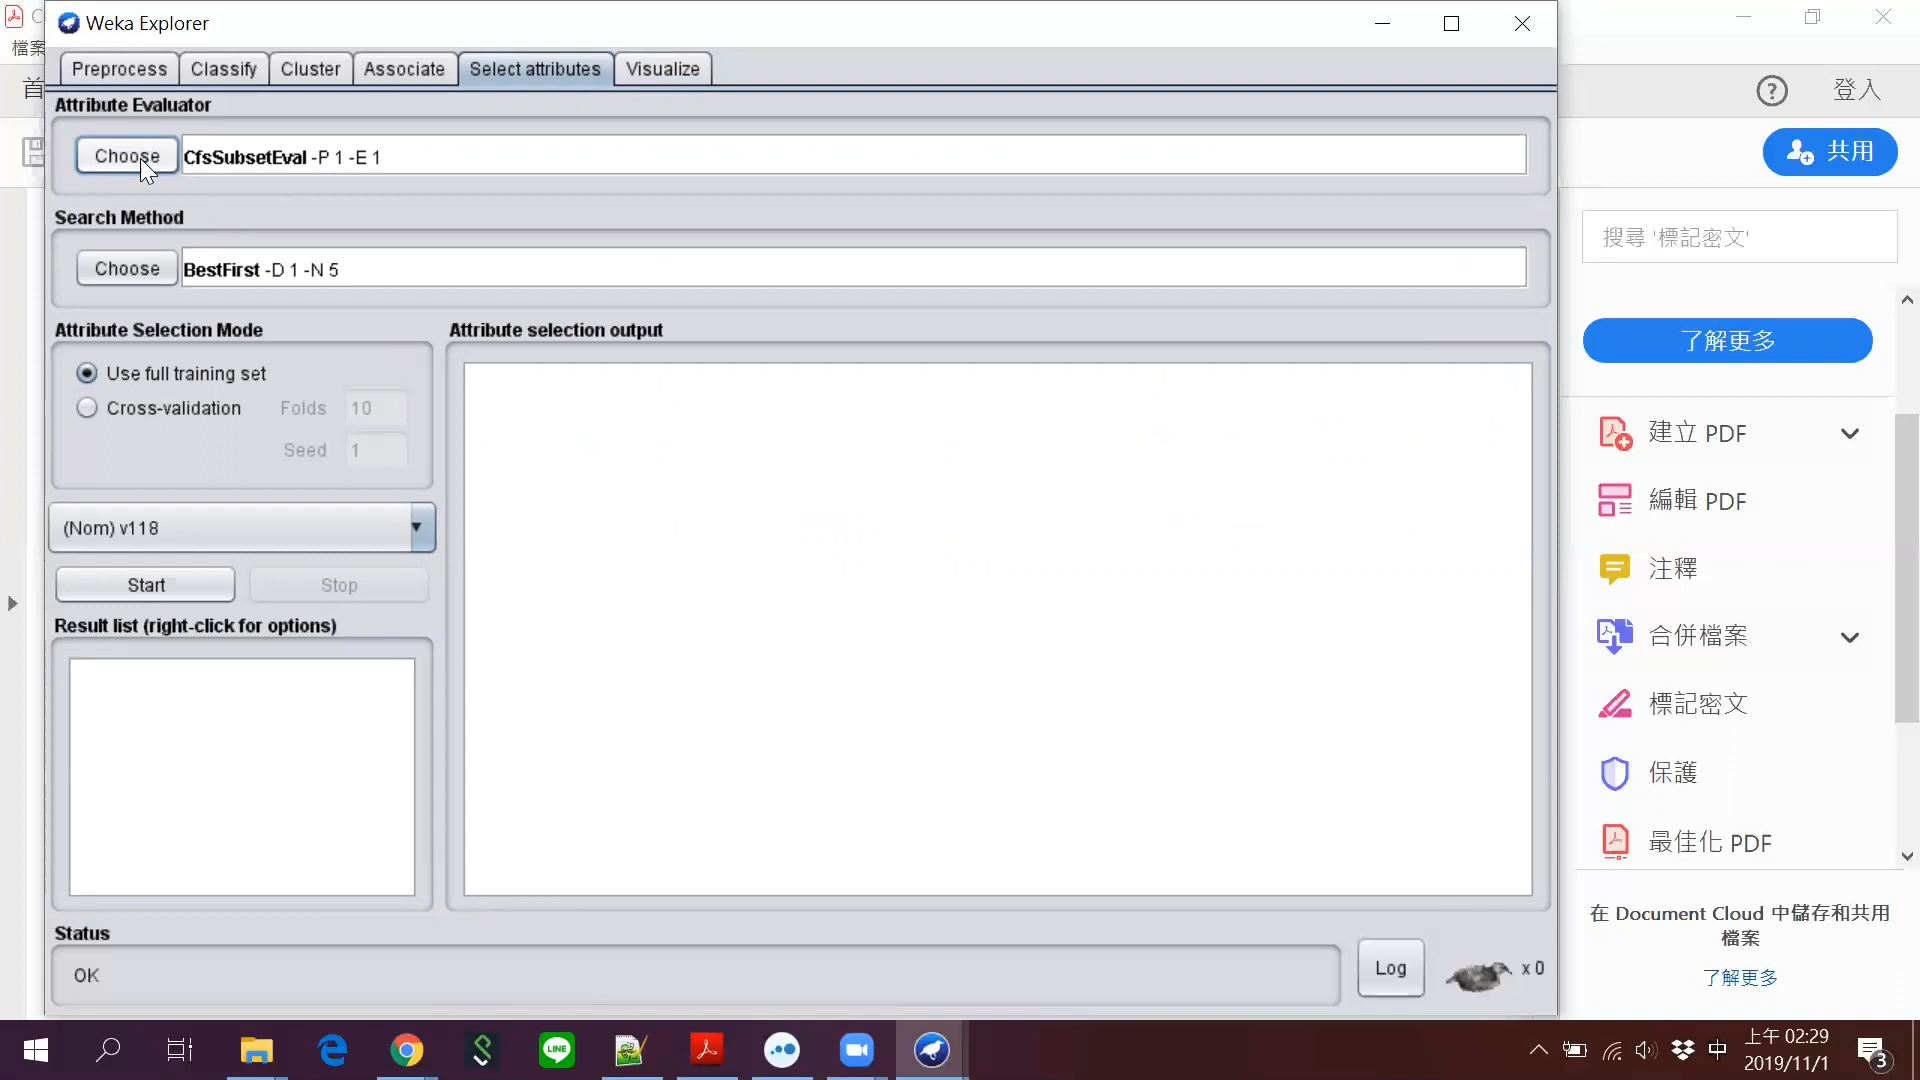 Weka Explorer
檔案
首
Preprocess Classify Cluster Associate Select attributes Visualize
登入
Attribute Evaluator
Choose CfsSubsetEval -P 1 -E 1
共用
Search Method
搜尋 '標記密文'
Choose BestFirst -D 1 -N 5
Attribute Selection Mode
Attribute selection output
了解更多
Use full training set
Cross-validation Folds 10
Seed 1
建立 PDF
編輯 PDF
(Nom) v118
注釋
Start Stop
Result list (right-click for options)
合併檔案
標記密文
保護
最佳化 PDF
在 Document Cloud 中儲存和共用
檔案
了解更多
Status
OK
Log
x 0
LINE
中
上午 02:29
2019/11/1
3